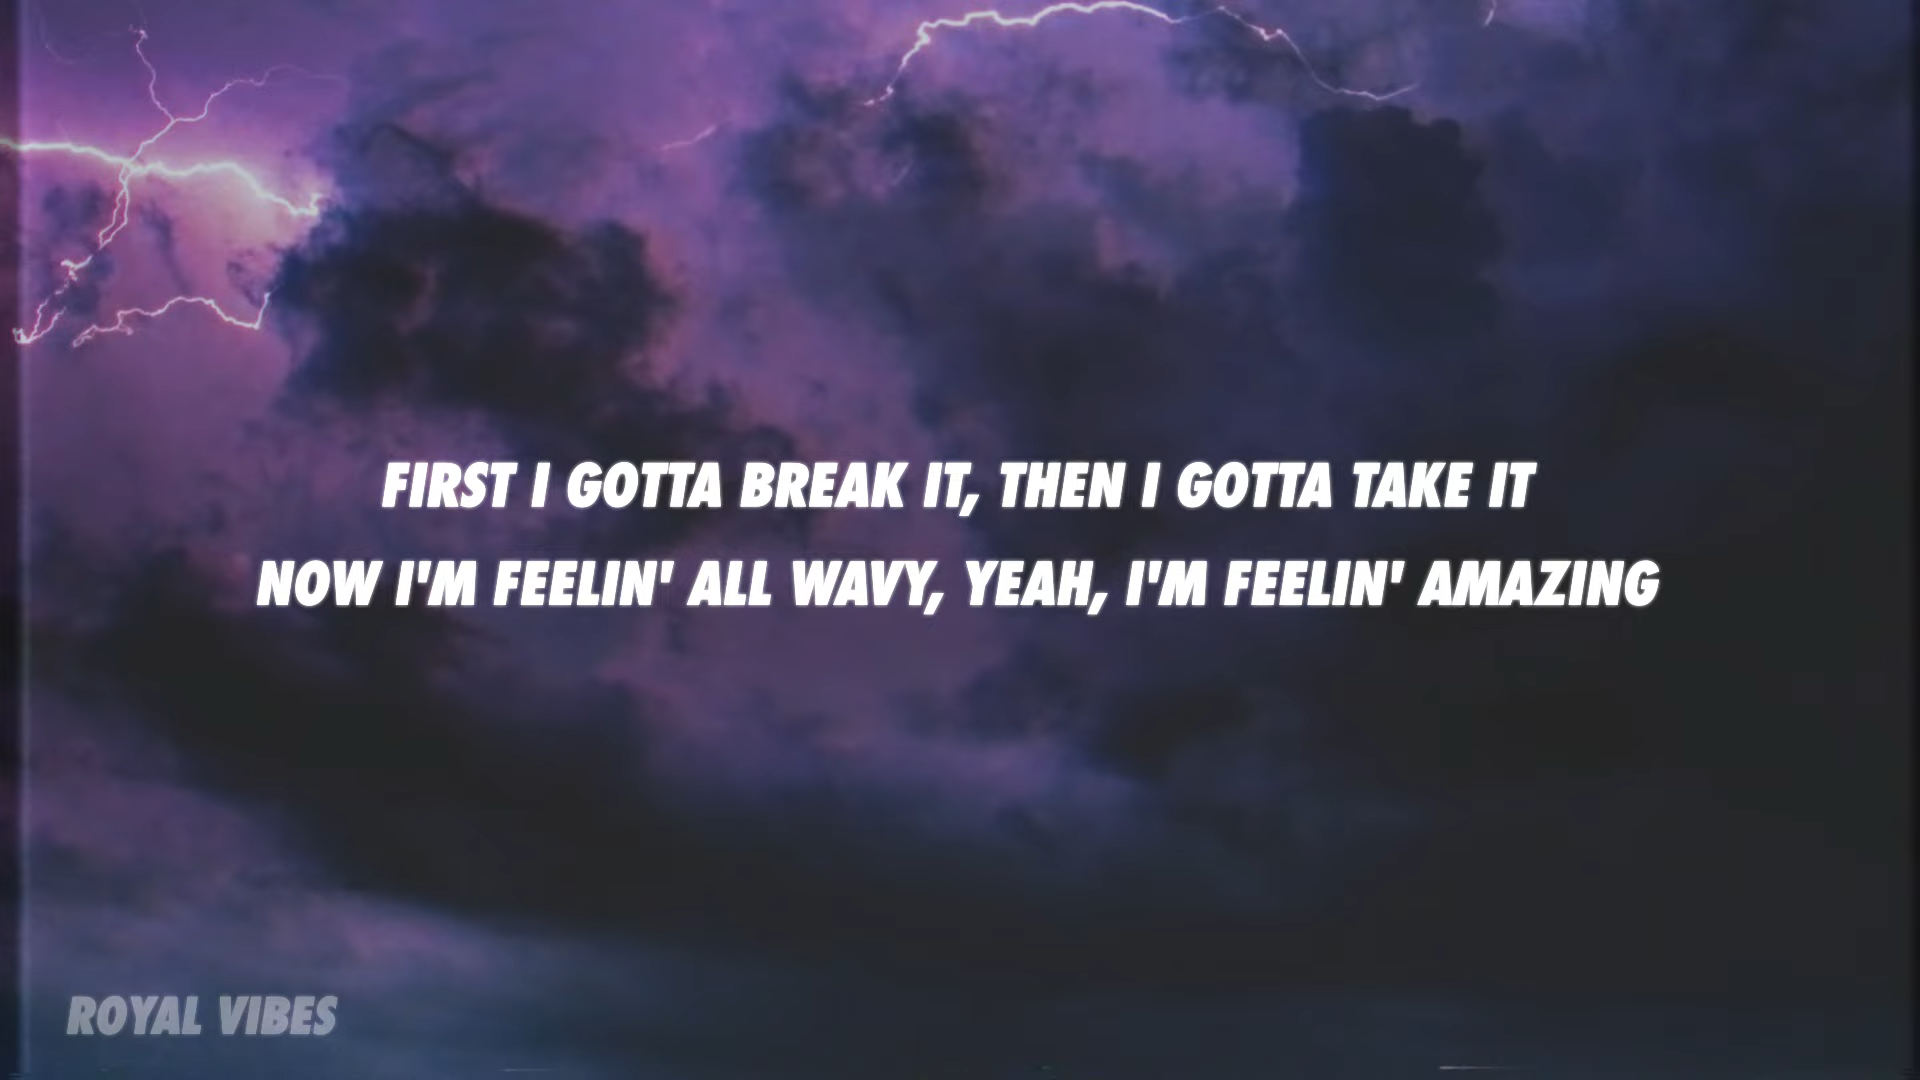 FIRST I GOTTA BREAK IT, THEN I GOTTA TAKE IT
NOW I'M FEELIN' ALL WAVY, YEAH, I'M FEELIN' AMAZING
ROYAL VIBES